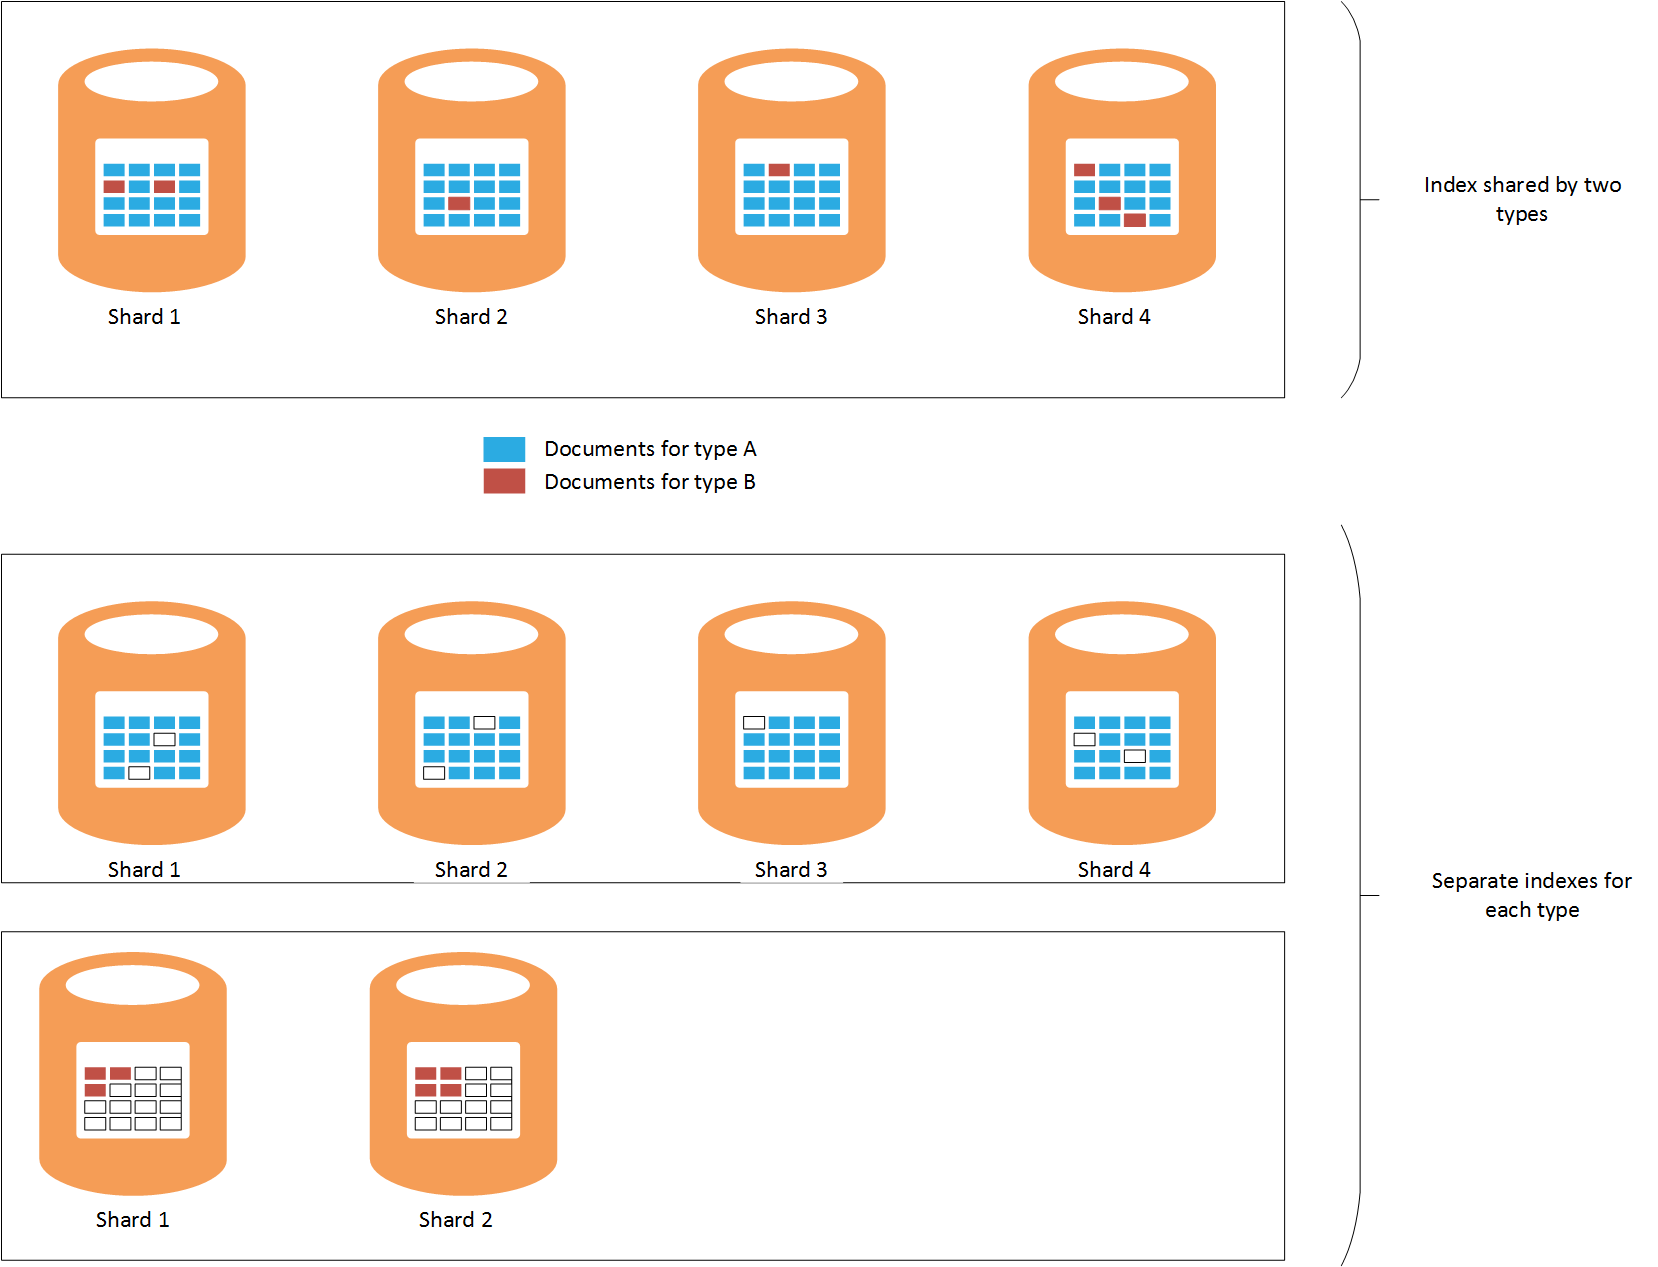 Shard 1
Shard 2
Shard 3
Shard 4
Index shared by two
types
Documents for type A
Documents for type B
Shard 1
Shard 2
Shard 3
Shard 4
Separate indexes for
each type
Shard 1
Shard 2